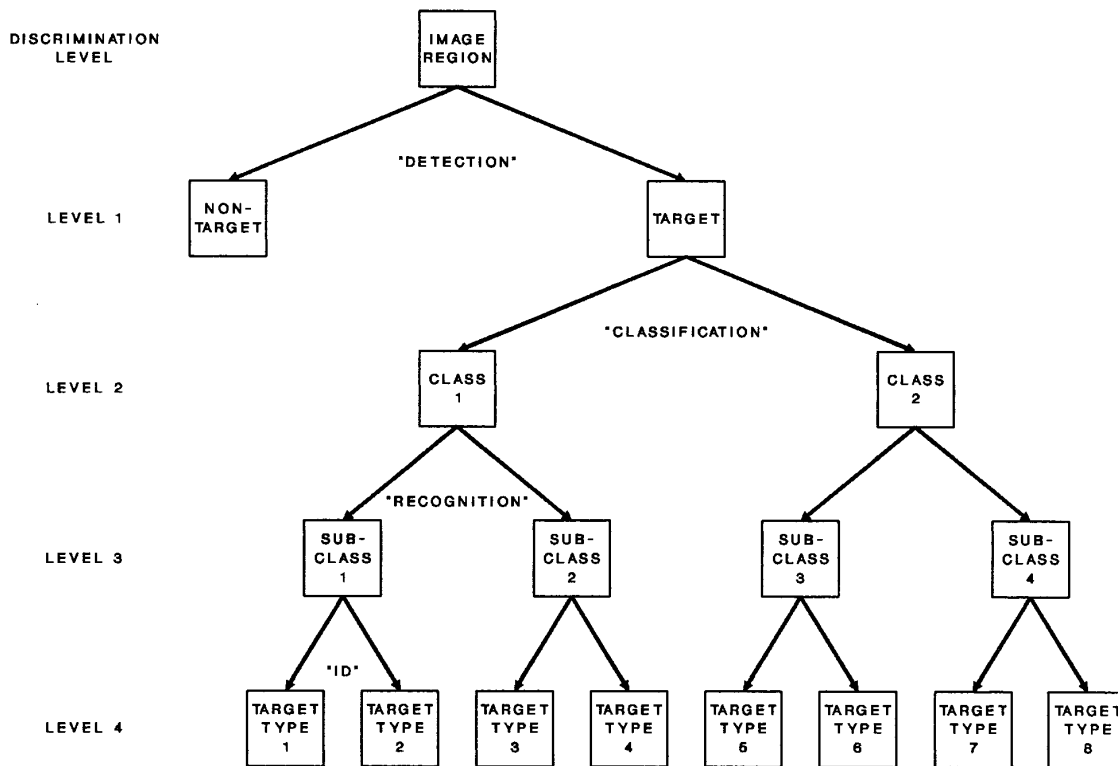 DISCRIMINATION
LEVEL
IMAGE
REGION
"DETECTION"
LEVEL 1
NON-
TARGET
TARGET
"CLASSIFICATION"
LEVEL 2
CLASS
1
CLASS
2
"RECOGNITION"
LEVEL 3
SUB-
CLASS
1
SUB-
CLASS
2
SUB-
CLASS
3
SUB-
CLASS
4
"ID"
LEVEL 4
TARGET
TYPE
1
TARGET
TYPE
2
TARGET
TYPE
3
TARGET
TYPE
4
TARGET
TYPE
5
TARGET
TYPE
6
TARGET
TYPE
7
TARGET
TYPE
8